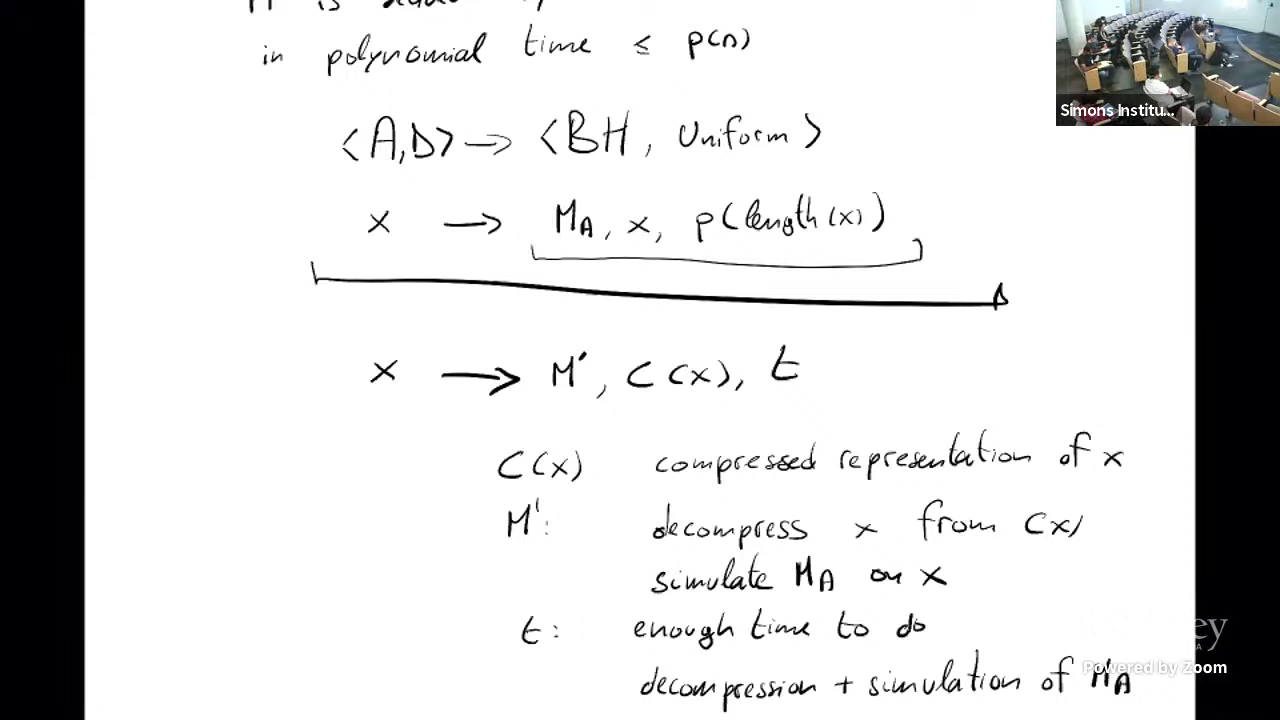 is
in polynomial time ≤ p(n)
Simons Institu...
<A,D> → <BH, Uniform>
x → M_A, x, p(length(x))
x → M', C(x), t
C(x) compressed representation of x
M': decompress x from C(x)
simulate M_A on x
t: enough time to do
decompression + simulation of M_A
Powered by Zoom